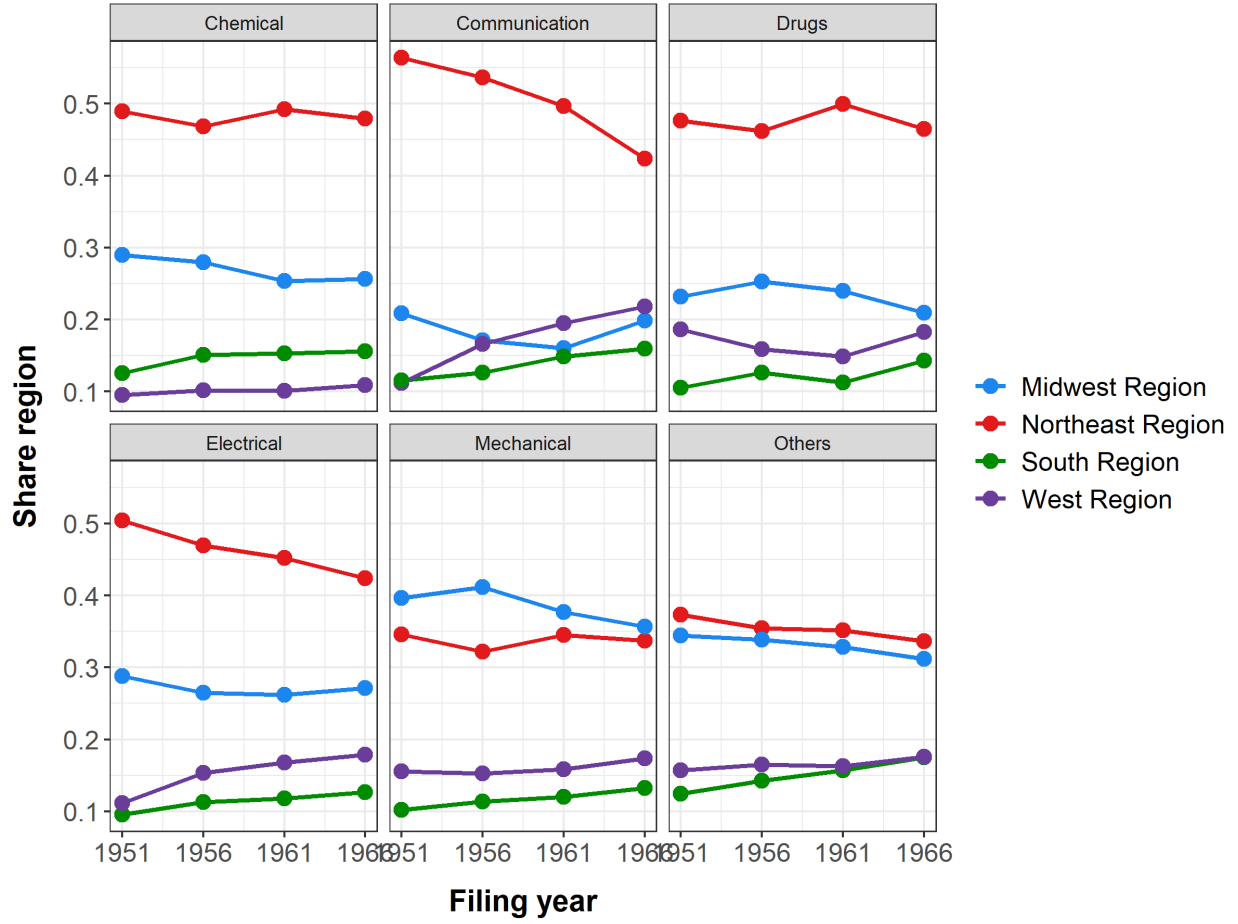 Chemical
Communication
Drugs
0.5
0.4
0.3
0.2
0.1
Electrical
Mechanical
Others
0.5
0.4
0.3
0.2
0.1
1951 1956 1961 1966
1951 1956 1961 1966
1951 1956 1961 1966
Share region
Filing year
Midwest Region
Northeast Region
South Region
West Region